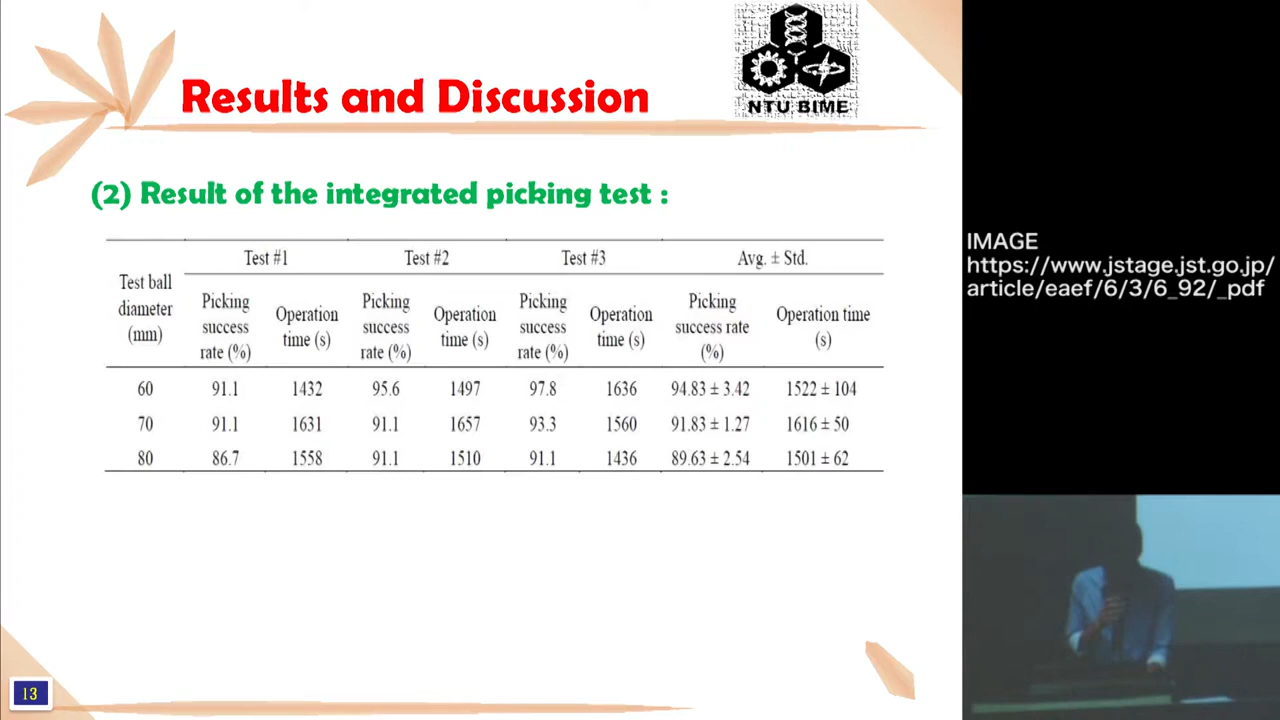 NTU BIME
Results and Discussion
(2) Result of the integrated picking test :
Test ball diameter (mm) Test #1 Test #2 Test #3 Avg. ± Std.
Picking success rate (%) Operation time (s) Picking success rate (%) Operation time (s) Picking success rate (%) Operation time (s) Picking success rate (%) Operation time (s)
60 91.1 1432 95.6 1497 97.8 1636 94.83 ± 3.42 1522 ± 104
70 91.1 1631 91.1 1657 93.3 1560 91.83 ± 1.27 1616 ± 50
80 86.7 1558 91.1 1510 91.1 1436 89.63 ± 2.54 1501 ± 62
13
IMAGE
https://www.jstage.jst.go.jp/
article/eaef/6/3/6_92/_pdf